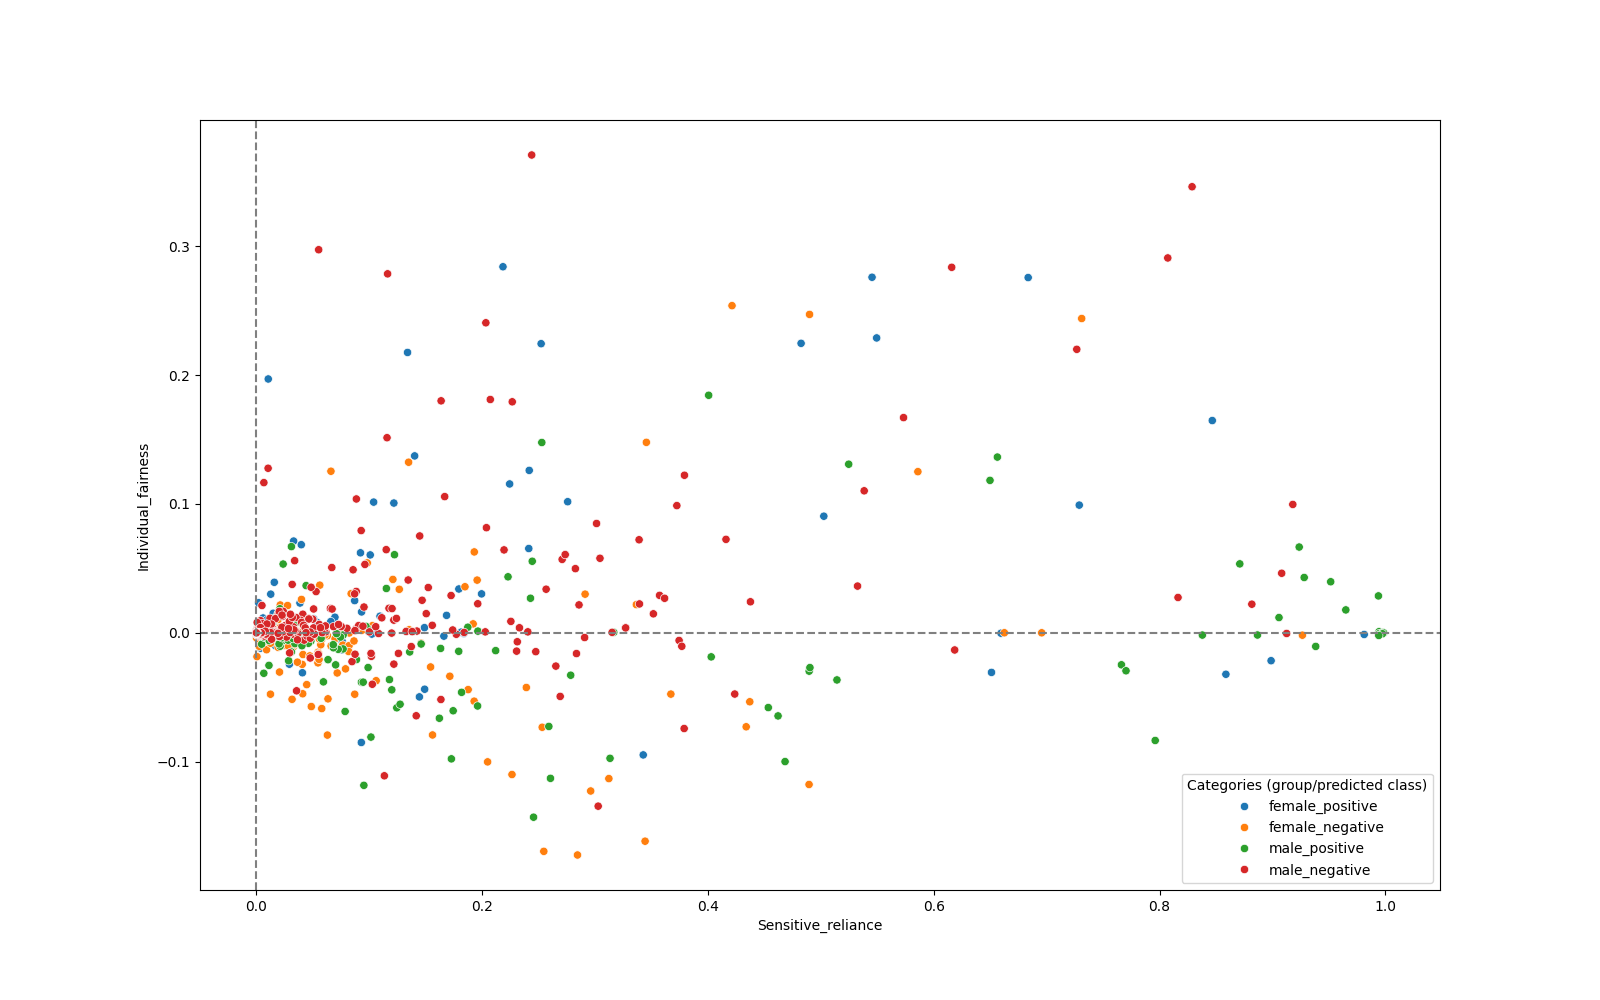 0.3
0.2
0.1
0.0
−0.1
Individual_fairness
0.0
0.2
0.4
0.6
0.8
1.0
Sensitive_reliance
Categories (group/predicted class)
female_positive
female_negative
male_positive
male_negative